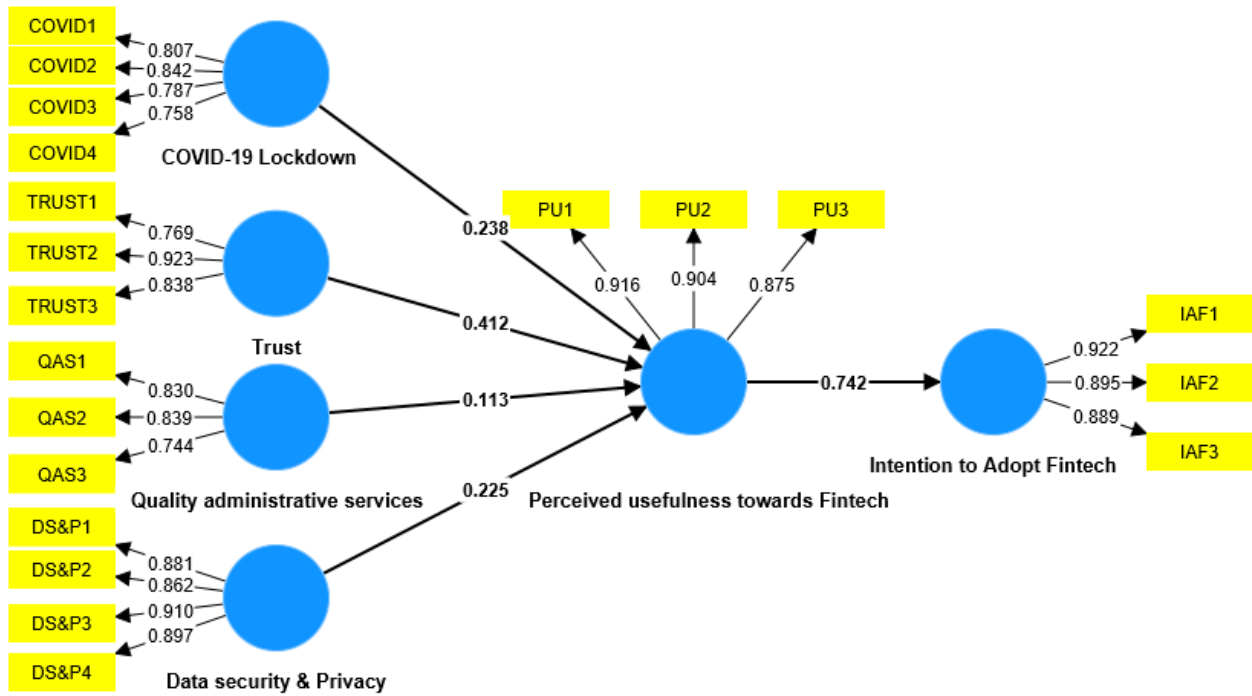 COVID1
COVID2
COVID3
COVID4
0.807
0.842
0.787
0.758
COVID-19 Lockdown
TRUST1
TRUST2
TRUST3
0.769
0.923
0.838
Trust
QAS1
QAS2
QAS3
0.830
0.839
0.744
Quality administrative services
DS&P1
DS&P2
DS&P3
DS&P4
0.881
0.862
0.910
0.897
Data security & Privacy
0.238
0.412
0.113
0.225
PU1
PU2
PU3
0.916
0.904
0.875
Perceived usefulness towards Fintech
0.742
Intention to Adopt Fintech
0.922
0.895
0.889
IAF1
IAF2
IAF3